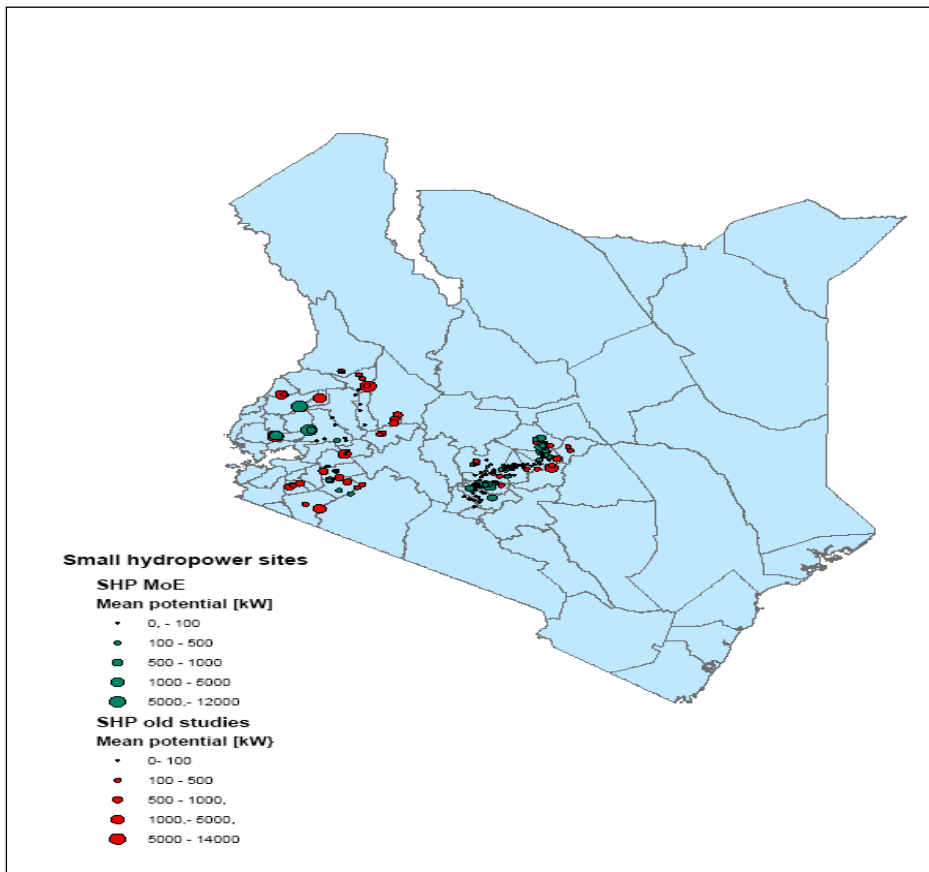 Small hydropower sites
SHP MoE
Mean potential [kW]
0, - 100
100 - 500
500 - 1000
1000 - 5000
5000,- 12000
SHP old studies
Mean potential [kW}
0- 100
100 - 500
500 - 1000,
1000,- 5000,
5000 - 14000